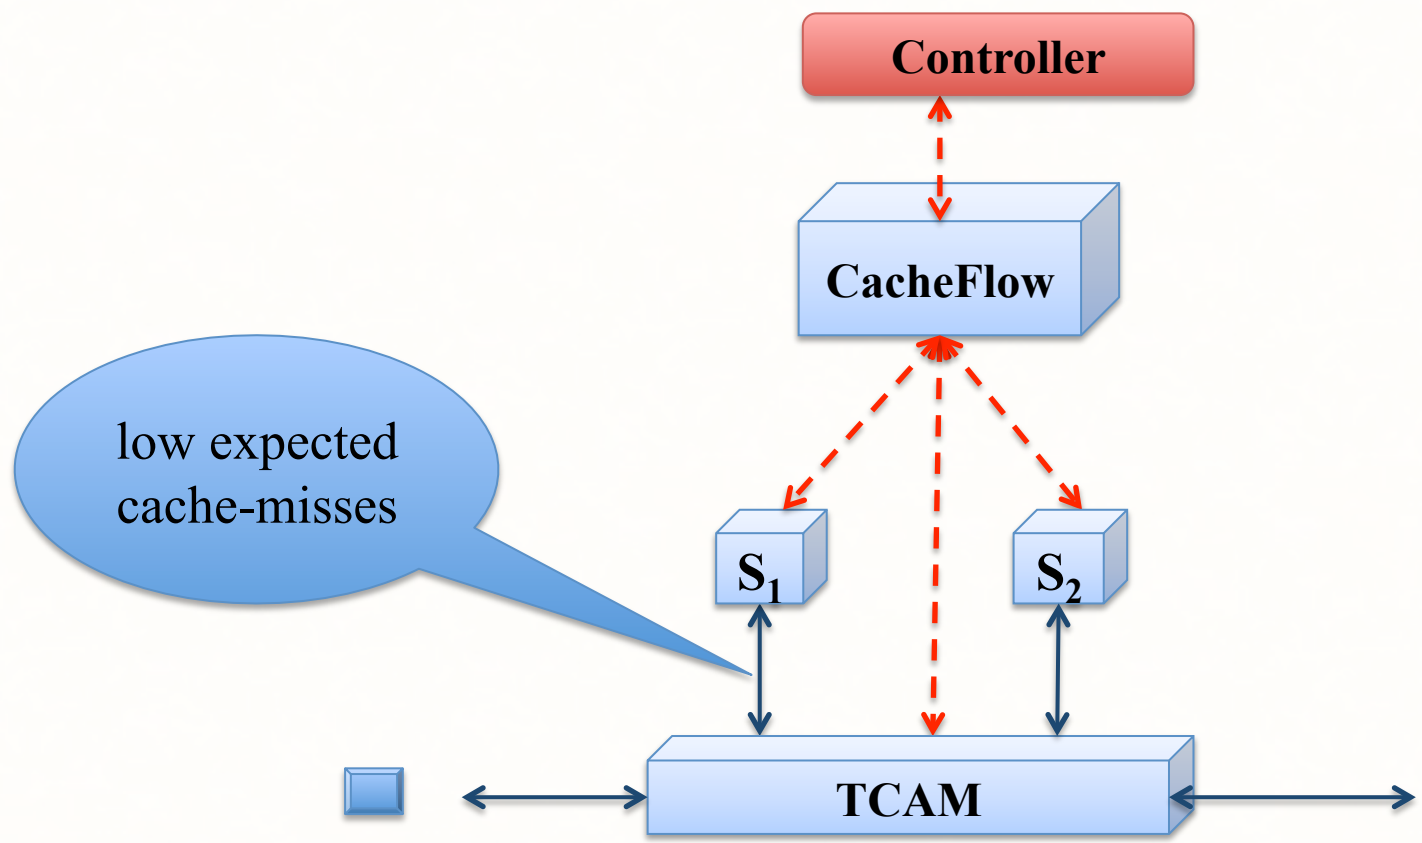 Controller
CacheFlow
low expected
cache-misses
S₁
S₂
TCAM